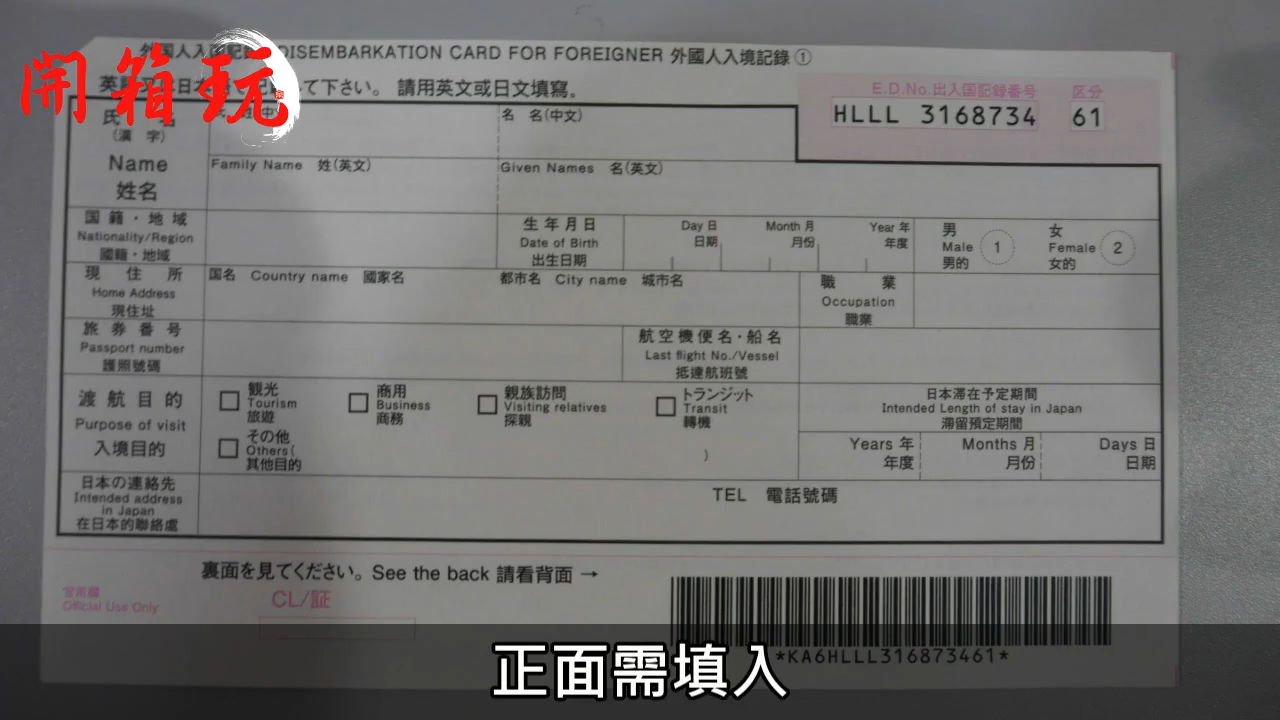 開箱玩
外国人入国記録 DISEMBARKATION CARD FOR FOREIGNER 外國人入境記錄 ①
英語又は日本語で記載して下さい。 請用英文或日文填寫.
E.D.No.出入国記録番号 区分
HLLL 3168734 61
氏 名
(漢 字)
Name
姓名
名 名(中文)
Family Name 姓(英文)
Given Names 名(英文)
国籍・地域
Nationality/Region
國籍・地域
生年月日
Date of Birth
出生日期
Day 日
日期
Month 月
月份
Year 年
年度
男
Male
男的
1
女
Female
女的
2
現住所
Home Address
現住址
国名 Country name 國家名
都市名 City name 城市名
職業
Occupation
職業
旅券番号
Passport number
護照號碼
航空機便名・船名
Last flight No./Vessel
抵達航班號
渡航目的
Purpose of visit
入境目的
観光
Tourism
旅遊
商用
Business
商務
親族訪問
Visiting relatives
探親
トランジット
Transit
轉機
その他
Others( )
其他目的
日本滞在予定期間
Intended Length of stay in Japan
滯留預定期間
Years 年
年度
Months 月
月份
Days 日
日期
日本の連絡先
Intended address
in Japan
在日本的聯絡處
TEL 電話號碼
裏面を見てください。 See the back 請看背面 →
官用欄
Official Use Only
CL/証
*KA6HLLL316873461*
正面需填入